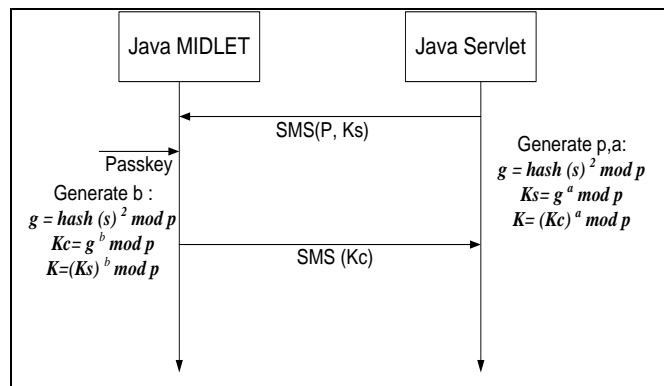 Java MIDLET
Java Servlet
SMS(P, Ks)
Passkey
Generate b :
g = hash (s) ² mod p
Kc= g ᵇ mod p
K=(Ks) ᵇ mod p
Generate p,a:
g = hash (s) ² mod p
Ks= g ᵃ mod p
K= (Kc) ᵃ mod p
SMS (Kc)